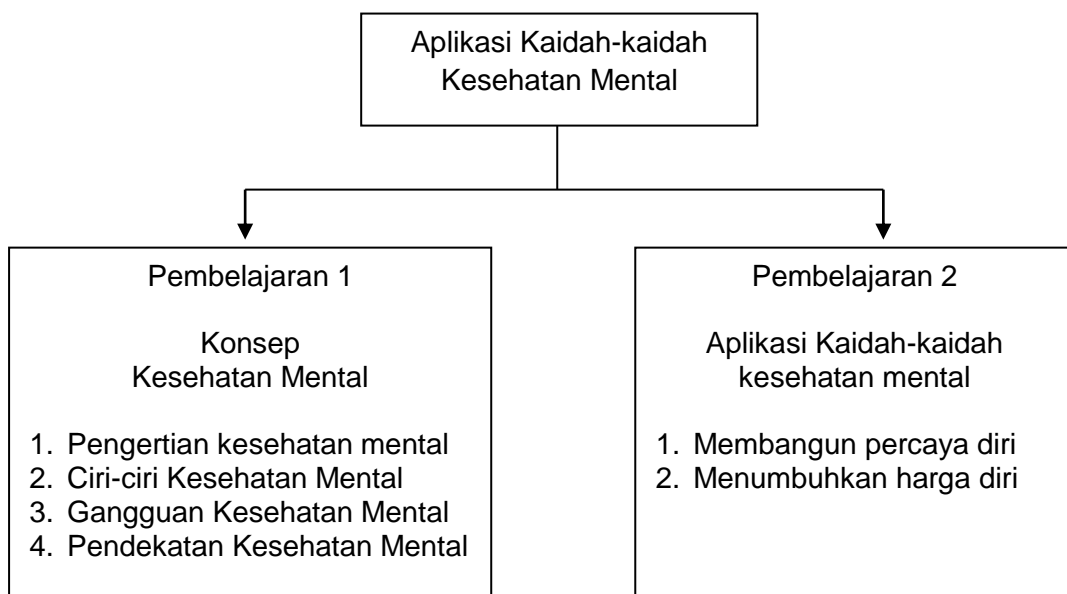 Aplikasi Kaidah-kaidah
Kesehatan Mental
Pembelajaran 1
Konsep
Kesehatan Mental
1. Pengertian kesehatan mental
2. Ciri-ciri Kesehatan Mental
3. Gangguan Kesehatan Mental
4. Pendekatan Kesehatan Mental
Pembelajaran 2
Aplikasi Kaidah-kaidah
kesehatan mental
1. Membangun percaya diri
2. Menumbuhkan harga diri